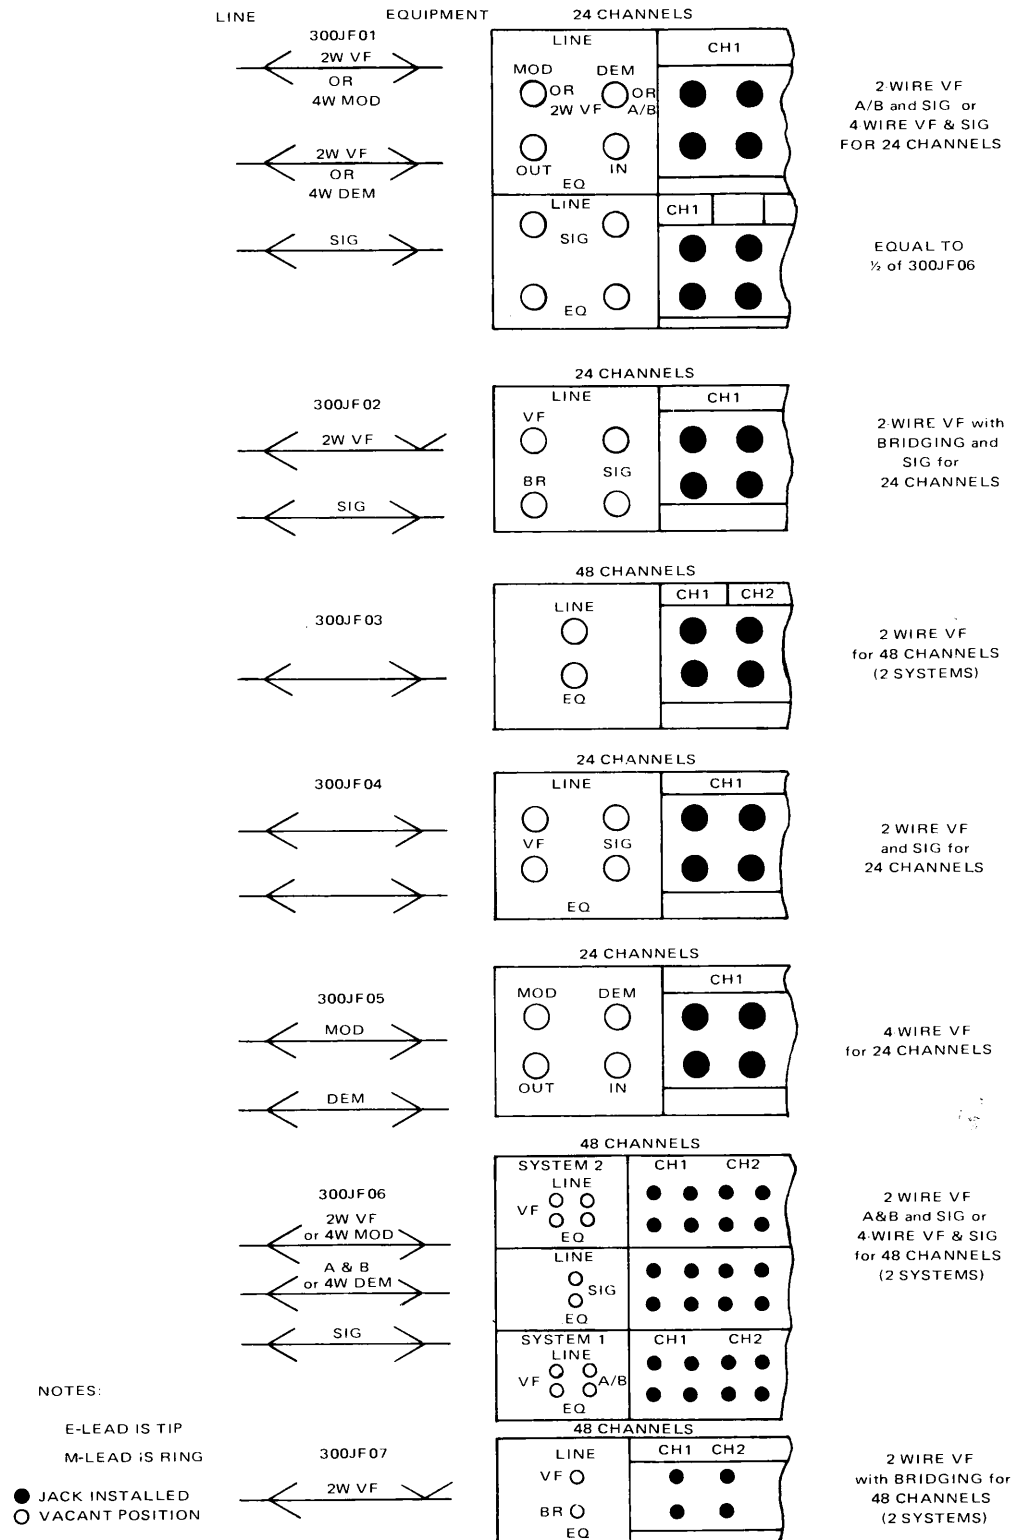 LINE EQUIPMENT 24 CHANNELS
300JF01
2W VF
OR
4W MOD
2W VF
OR
4W DEM
SIG
LINE CH1
MOD DEM
OR OR
2W VF A/B
OUT IN
EQ
LINE CH1
SIG
EQ
2-WIRE VF
A/B and SIG or
4 WIRE VF & SIG
FOR 24 CHANNELS
EQUAL TO
½ of 300JF06
24 CHANNELS
300JF02
2W VF
SIG
LINE CH1
VF
BR SIG
2-WIRE VF with
BRIDGING and
SIG for
24 CHANNELS
48 CHANNELS
300JF03
LINE CH1 CH2
EQ
2 WIRE VF
for 48 CHANNELS
(2 SYSTEMS)
24 CHANNELS
300JF04
LINE CH1
VF SIG
EQ
2 WIRE VF
and SIG for
24 CHANNELS
24 CHANNELS
300JF05
MOD
DEM
MOD DEM CH1
OUT IN
4-WIRE VF
for 24 CHANNELS
48 CHANNELS
300JF06
2W VF
or 4W MOD
A & B
or 4W DEM
SIG
SYSTEM 2 CH1 CH2
LINE
VF
EQ
LINE
SIG
EQ
SYSTEM 1 CH1 CH2
LINE
VF A/B
EQ
2 WIRE VF
A&B and SIG or
4-WIRE VF & SIG
for 48 CHANNELS
(2 SYSTEMS)
NOTES:
E-LEAD IS TIP
M-LEAD IS RING
JACK INSTALLED
VACANT POSITION
48 CHANNELS
300JF07
2W VF
LINE CH1 CH2
VF
BR
EQ
2 WIRE VF
with BRIDGING for
48 CHANNELS
(2 SYSTEMS)